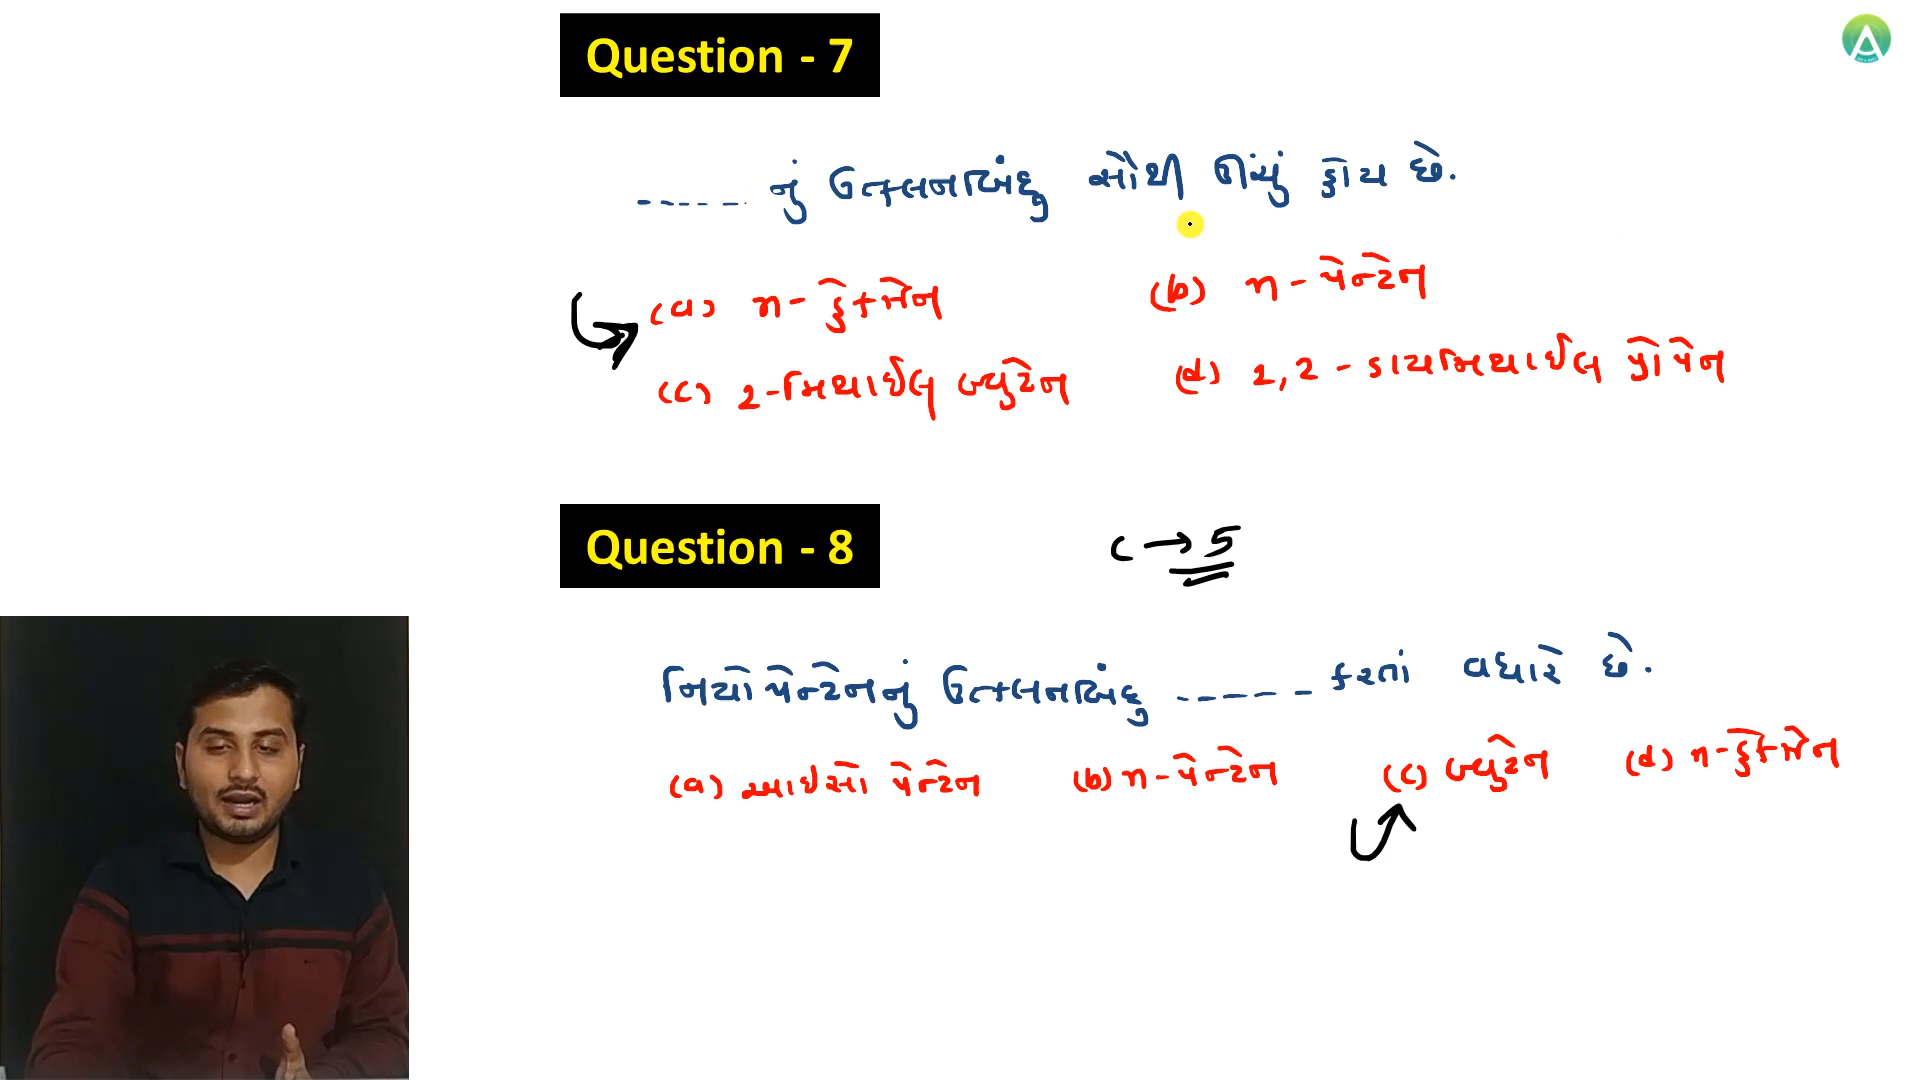 Question - 7
------ નું ઉત્કલનબિંદુ સૌથી ઊંચું હોય છે.
(a) n - હેક્સેન (b) n - પેન્ટેન
(c) 2-મિથાઈલ બ્યુટેન (d) 2,2 - ડાયમિથાઈલ પ્રોપેન
Question - 8
C → 5
નિયોપેન્ટેનનું ઉત્કલનબિંદુ ------ કરતાં વધારે છે.
(a) આઇસો પેન્ટેન (b) n - પેન્ટેન (c) બ્યુટેન (d) n - હેક્સેન